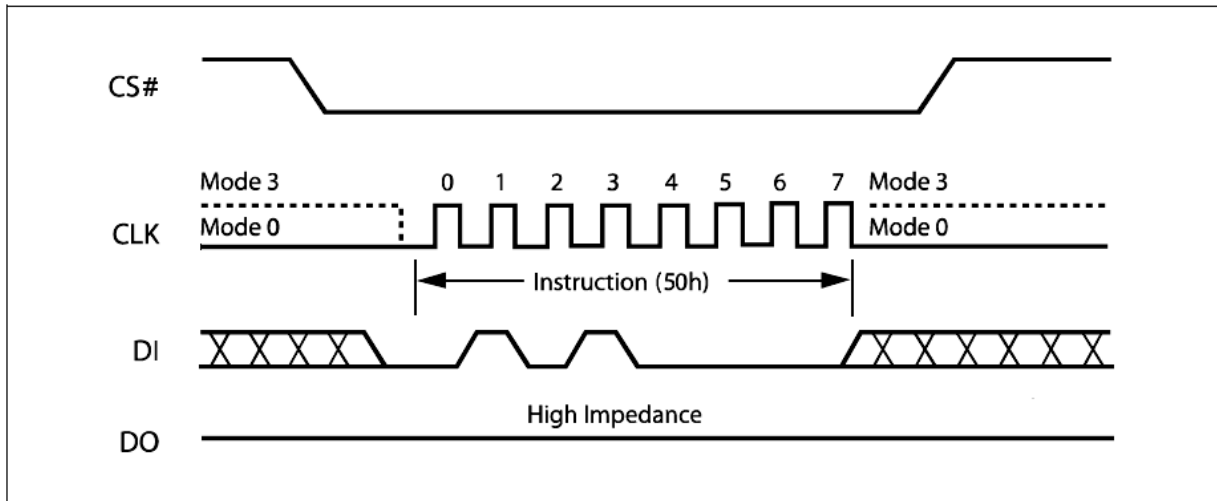 CS#
Mode 3
0 1 2 3 4 5 6 7
Mode 3
CLK
Mode 0
Mode 0
Instruction (50h)
DI
High Impedance
DO